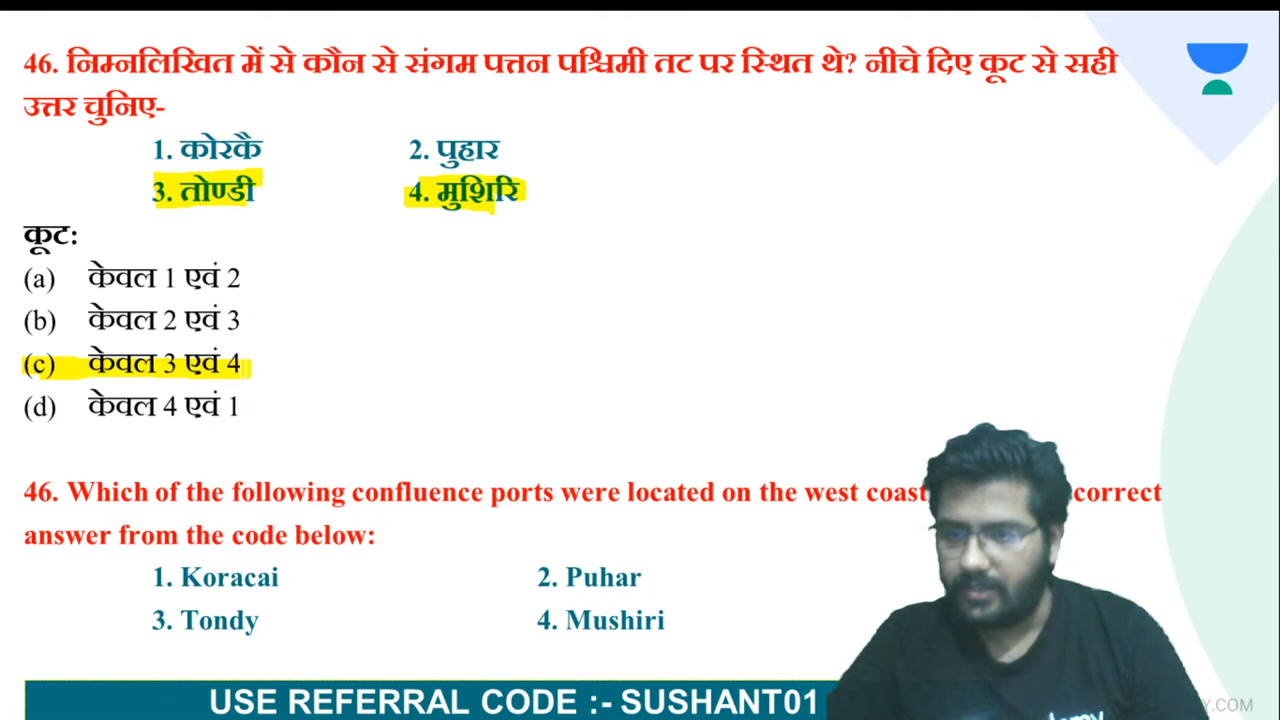 46. निम्नलिखित में से कौन से संगम पत्तन पश्चिमी तट पर स्थित थे? नीचे दिए कूट से सही
उत्तर चुनिए-
1. कोरकै 2. पुहार
3. तोण्डी 4. मुशिरि
कूट:
(a) केवल 1 एवं 2
(b) केवल 2 एवं 3
(c) केवल 3 एवं 4
(d) केवल 4 एवं 1
46. Which of the following confluence ports were located on the west coast correct
answer from the code below:
1. Koracai 2. Puhar
3. Tondy 4. Mushiri
USE REFERRAL CODE :- SUSHANT01